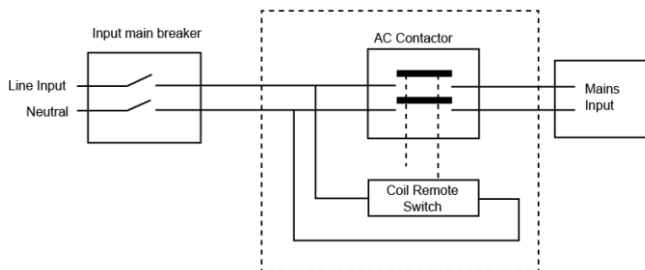 Input main breaker
AC Contactor
Line Input
Neutral
Mains
Input
Coil Remote
Switch